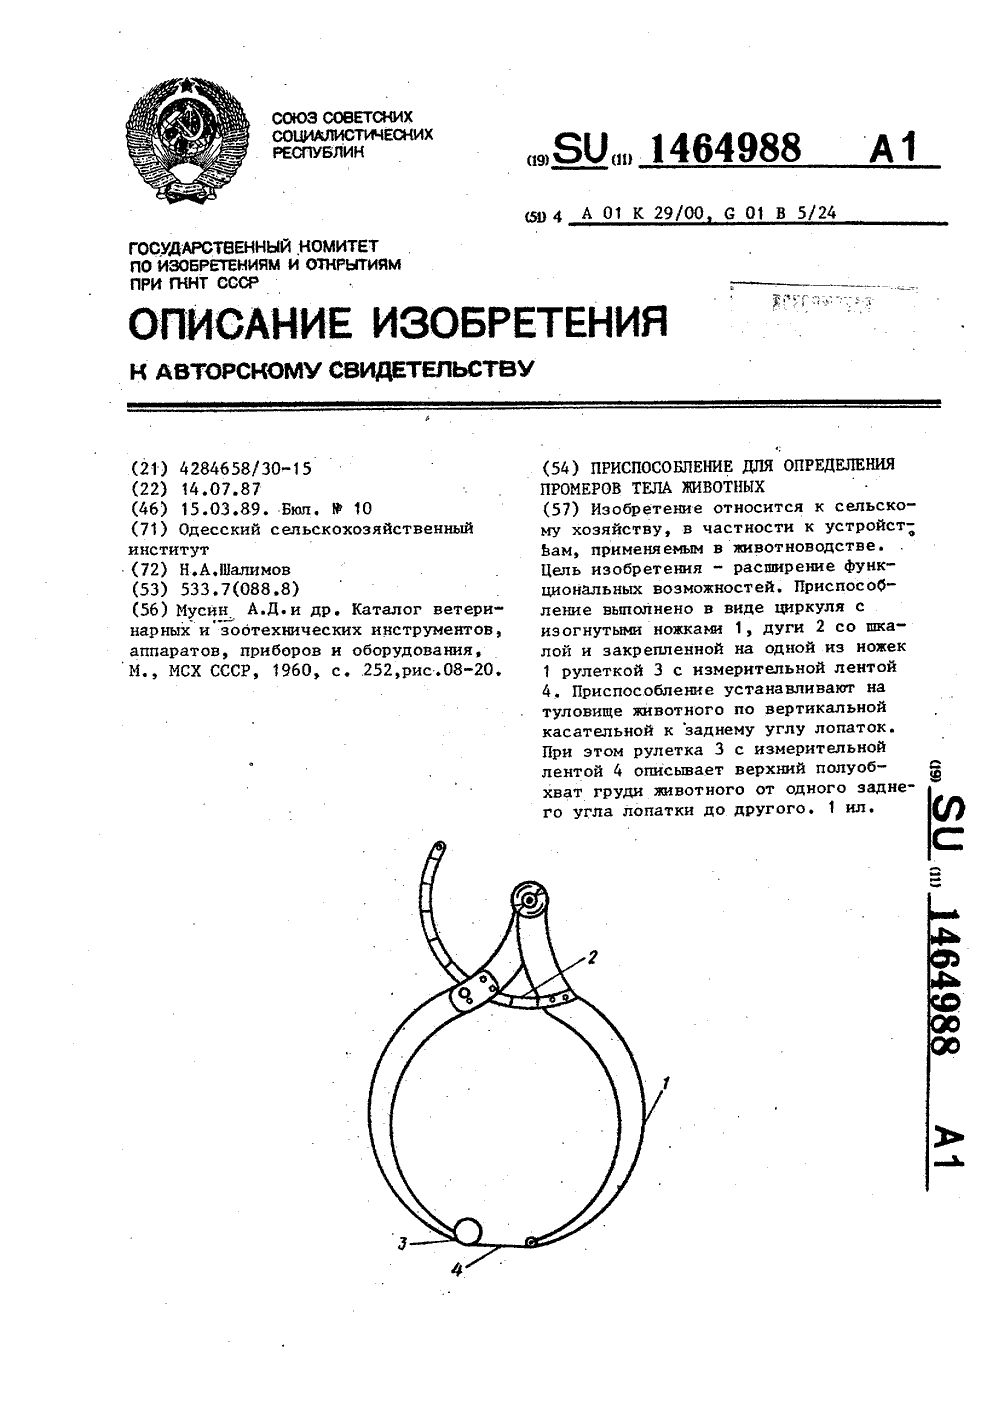 СОЮЗ СОВЕТСКИХ
СОЦИАЛИСТИЧЕСКИХ
РЕСПУБЛИК
(19) SU (11) 1464988 A1
(51) 4 A 01 K 29/00, G 01 B 5/24
ГОСУДАРСТВЕННЫЙ КОМИТЕТ
ПО ИЗОБРЕТЕНИЯМ И ОТКРЫТИЯМ
ПРИ ГКНТ СССР
ОПИСАНИЕ ИЗОБРЕТЕНИЯ
К АВТОРСКОМУ СВИДЕТЕЛЬСТВУ
(21) 4284658/30-15
(22) 14.07.87
(46) 15.03.89. Бюл. № 10
(71) Одесский сельскохозяйственный
институт
(72) Н.А.Шалимов
(53) 533.7(088.8)
(56) Мусин А.Д.и др. Каталог ветери-
нарных и зоотехнических инструментов,
аппаратов, приборов и оборудования,
М., МСХ СССР, 1960, с. 252,рис.08-20.
(54) ПРИСПОСОБЛЕНИЕ ДЛЯ ОПРЕДЕЛЕНИЯ
ПРОМЕРОВ ТЕЛА ЖИВОТНЫХ
(57) Изобретение относится к сельско-
му хозяйству, в частности к устройст-
вам, применяемым в животноводстве.
Цель изобретения - расширение функ-
циональных возможностей. Приспособ-
ление выполнено в виде циркуля с
изогнутыми ножками 1, дуги 2 со шка-
лой и закрепленной на одной из ножек
1 рулеткой 3 с измерительной лентой
4. Приспособление устанавливают на
туловище животного по вертикальной
касательной к заднему углу лопаток.
При этом рулетка 3 с измерительной
лентой 4 описывает верхний полуоб-
хват груди животного от одного задне-
го угла лопатки до другого. 1 ил.
2
1
3
4
(19) SU (11) 1464988 A1